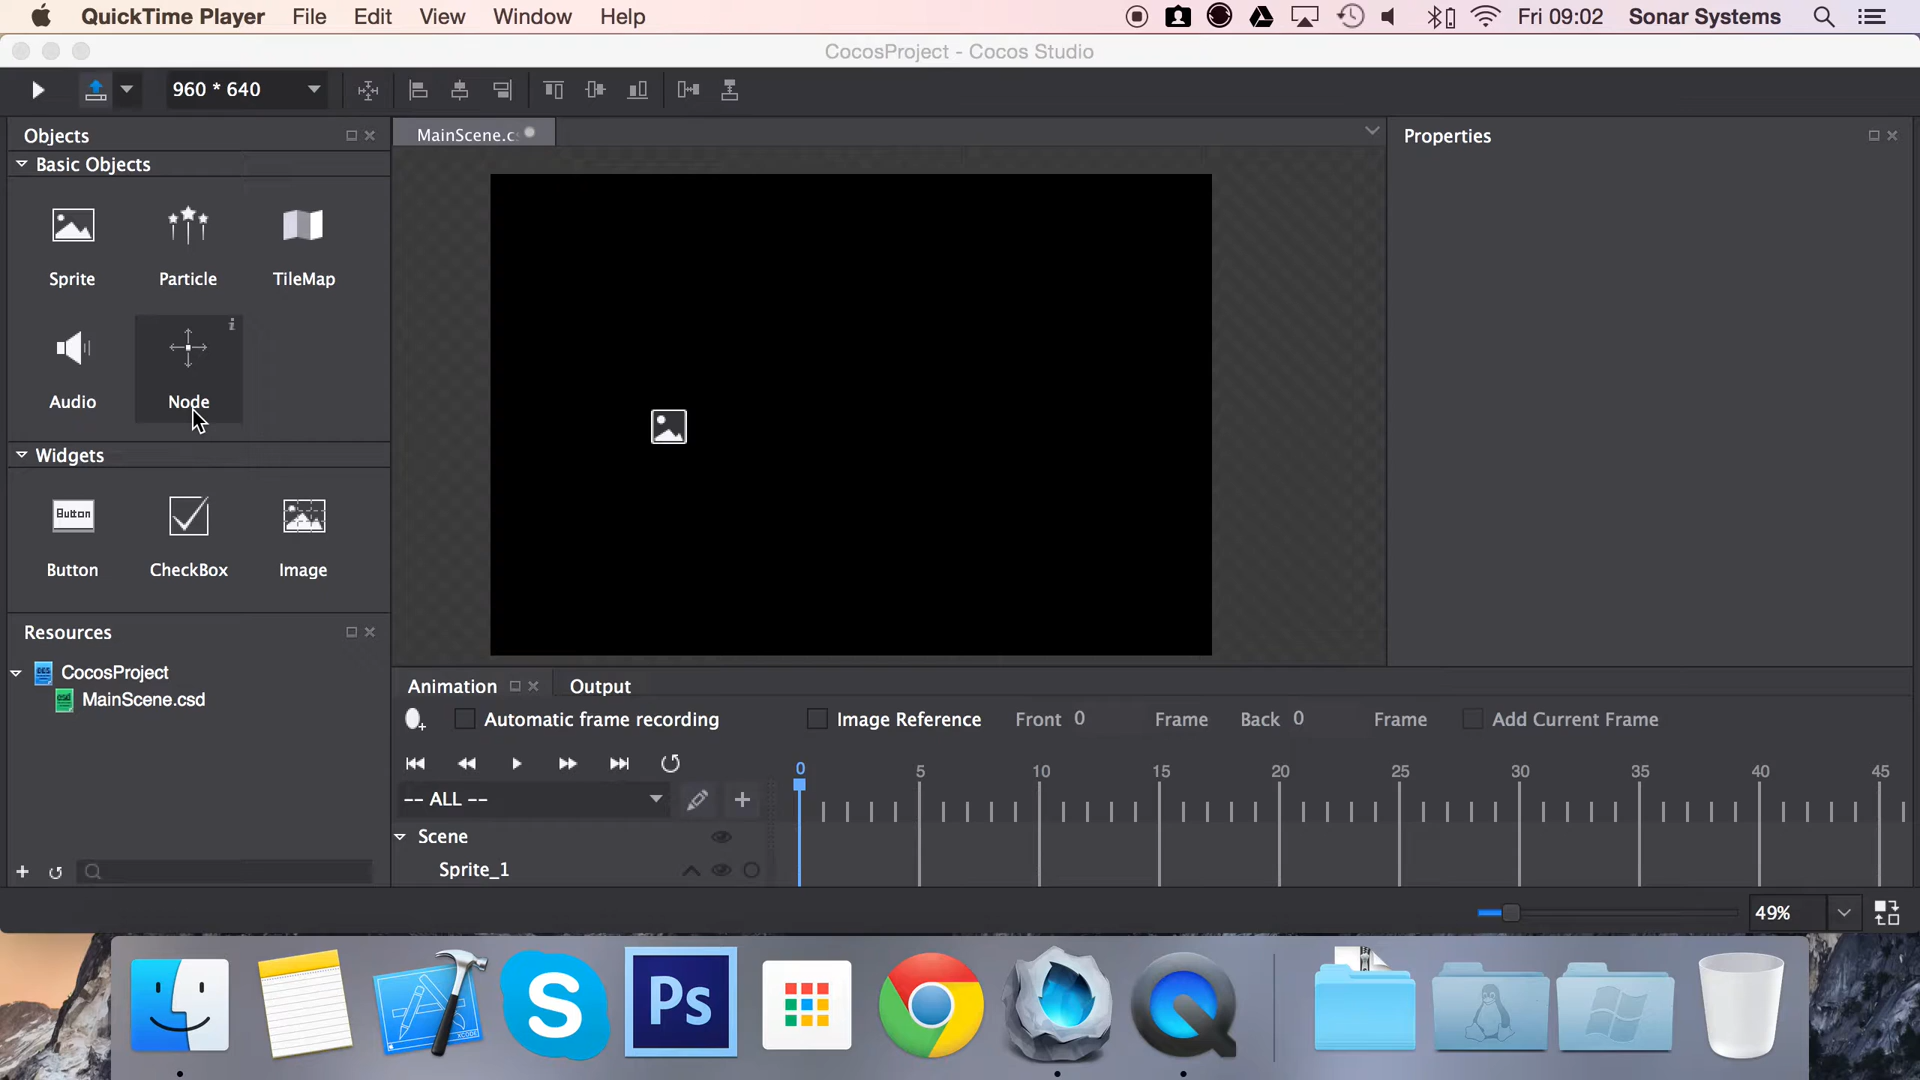 QuickTime Player File Edit View Window Help Fri 09:02 Sonar Systems
CocosProject - Cocos Studio
960 * 640
Objects MainScene.c Properties
Basic Objects
Sprite Particle TileMap
Audio Node
Widgets
Button
Button CheckBox Image
Resources
CocosProject
MainScene.csd
Animation Output
Automatic frame recording Image Reference Front 0 Frame Back 0 Frame Add Current Frame
0 5 10 15 20 25 30 35 40 45
-- ALL --
Scene
Sprite_1
49%
S Ps